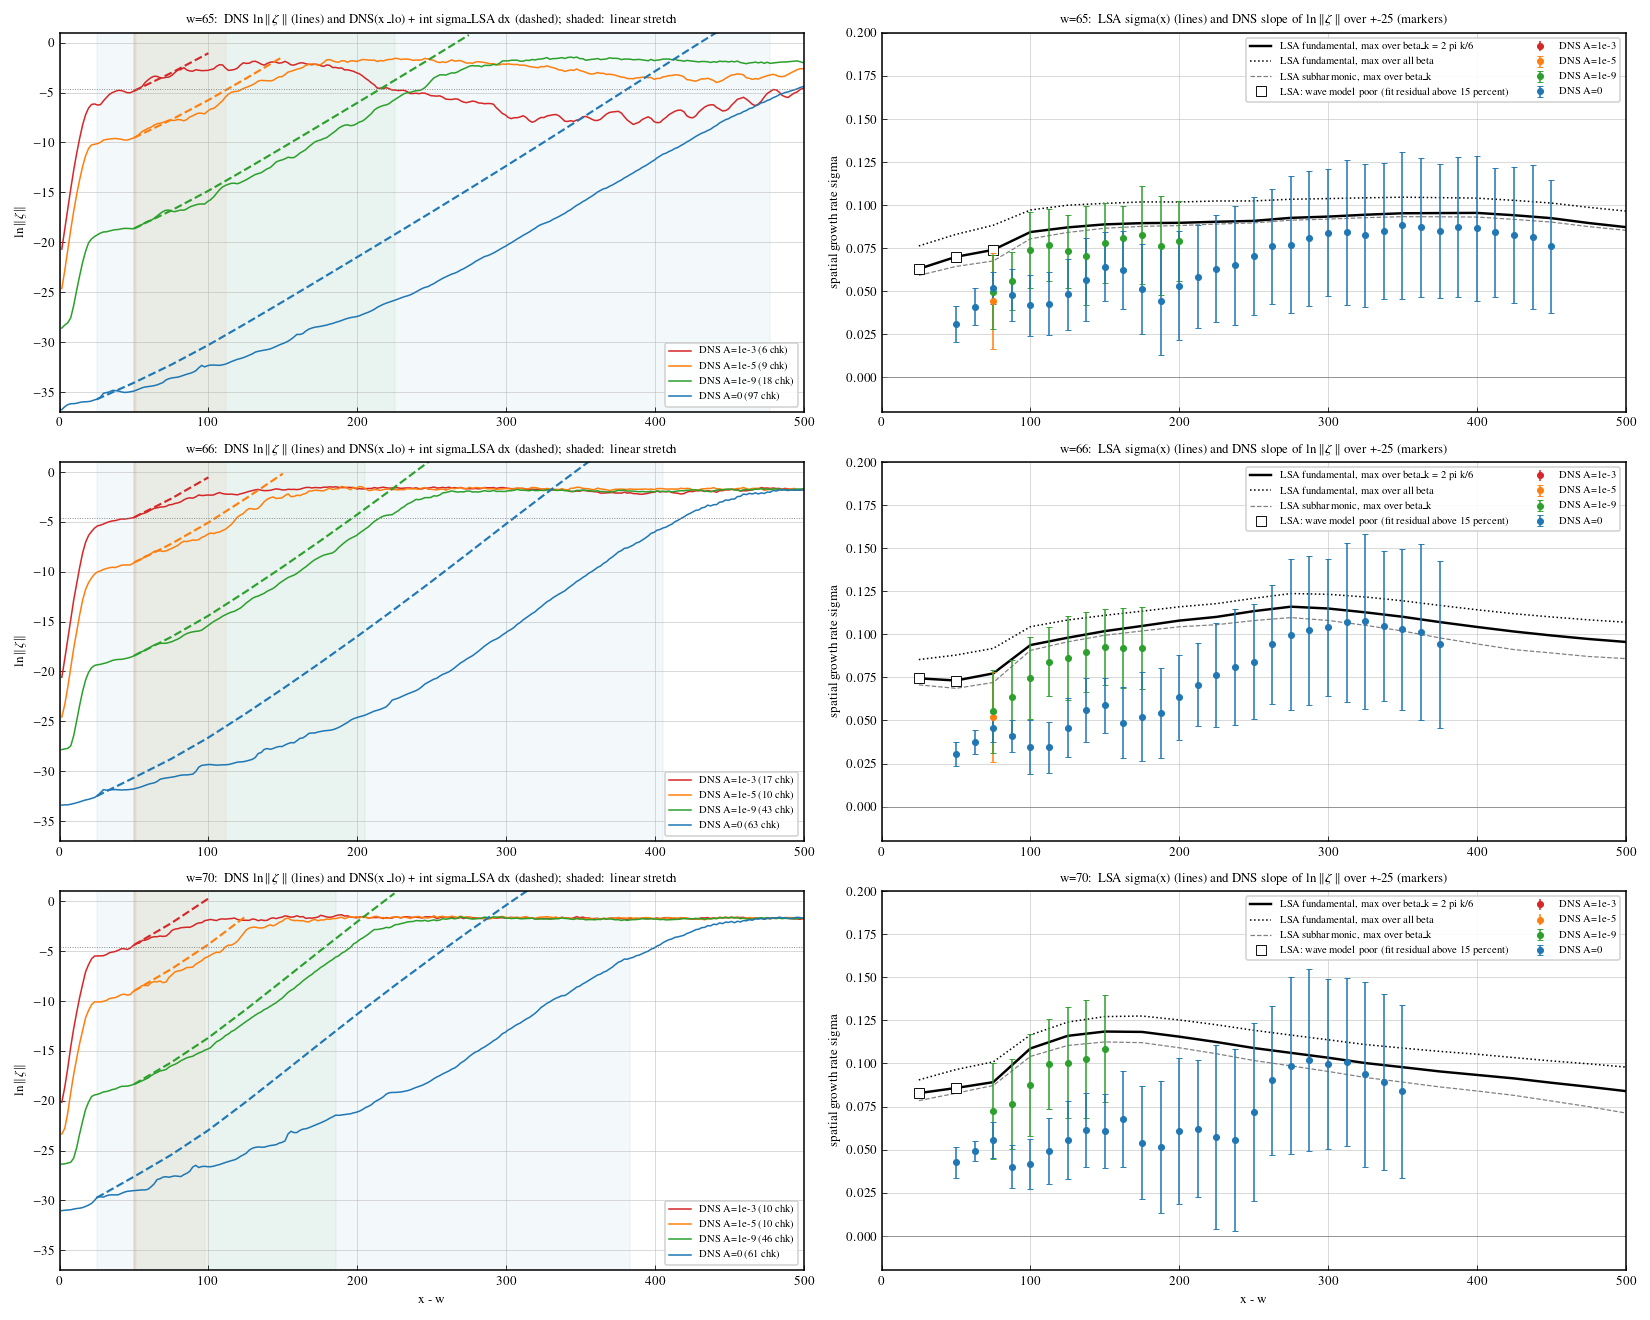 w=65: DNS ln‖ζ‖ (lines) and DNS(x_lo) + int sigma_LSA dx (dashed); shaded: linear stretch
ln‖ζ‖
0
−5
−10
−15
−20
−25
−30
−35
0 100 200 300 400 500
DNS A=1e-3 (6 chk)
DNS A=1e-5 (9 chk)
DNS A=1e-9 (18 chk)
DNS A=0 (97 chk)
w=65: LSA sigma(x) (lines) and DNS slope of ln‖ζ‖ over +-25 (markers)
spatial growth rate sigma
0.200
0.175
0.150
0.125
0.100
0.075
0.050
0.025
0.000
0 100 200 300 400 500
LSA fundamental, max over beta_k = 2 pi k/6
LSA fundamental, max over all beta
LSA subharmonic, max over beta_k
LSA: wave model poor (fit residual above 15 percent)
DNS A=1e-3
DNS A=1e-5
DNS A=1e-9
DNS A=0
w=66: DNS ln‖ζ‖ (lines) and DNS(x_lo) + int sigma_LSA dx (dashed); shaded: linear stretch
ln‖ζ‖
0
−5
−10
−15
−20
−25
−30
−35
0 100 200 300 400 500
DNS A=1e-3 (17 chk)
DNS A=1e-5 (10 chk)
DNS A=1e-9 (43 chk)
DNS A=0 (63 chk)
w=66: LSA sigma(x) (lines) and DNS slope of ln‖ζ‖ over +-25 (markers)
spatial growth rate sigma
0.200
0.175
0.150
0.125
0.100
0.075
0.050
0.025
0.000
0 100 200 300 400 500
LSA fundamental, max over beta_k = 2 pi k/6
LSA fundamental, max over all beta
LSA subharmonic, max over beta_k
LSA: wave model poor (fit residual above 15 percent)
DNS A=1e-3
DNS A=1e-5
DNS A=1e-9
DNS A=0
w=70: DNS ln‖ζ‖ (lines) and DNS(x_lo) + int sigma_LSA dx (dashed); shaded: linear stretch
ln‖ζ‖
0
−5
−10
−15
−20
−25
−30
−35
0 100 200 300 400 500
x - w
DNS A=1e-3 (10 chk)
DNS A=1e-5 (10 chk)
DNS A=1e-9 (46 chk)
DNS A=0 (61 chk)
w=70: LSA sigma(x) (lines) and DNS slope of ln‖ζ‖ over +-25 (markers)
spatial growth rate sigma
0.200
0.175
0.150
0.125
0.100
0.075
0.050
0.025
0.000
0 100 200 300 400 500
x - w
LSA fundamental, max over beta_k = 2 pi k/6
LSA fundamental, max over all beta
LSA subharmonic, max over beta_k
LSA: wave model poor (fit residual above 15 percent)
DNS A=1e-3
DNS A=1e-5
DNS A=1e-9
DNS A=0